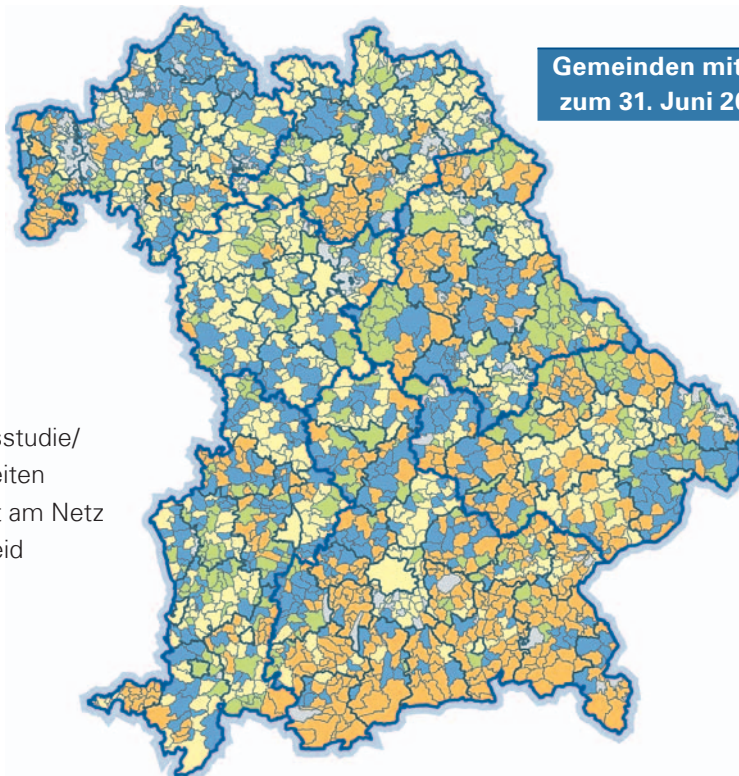 Gemeinden mit
zum 31. Juni 20
sstudie/
eiten
t am Netz
eid